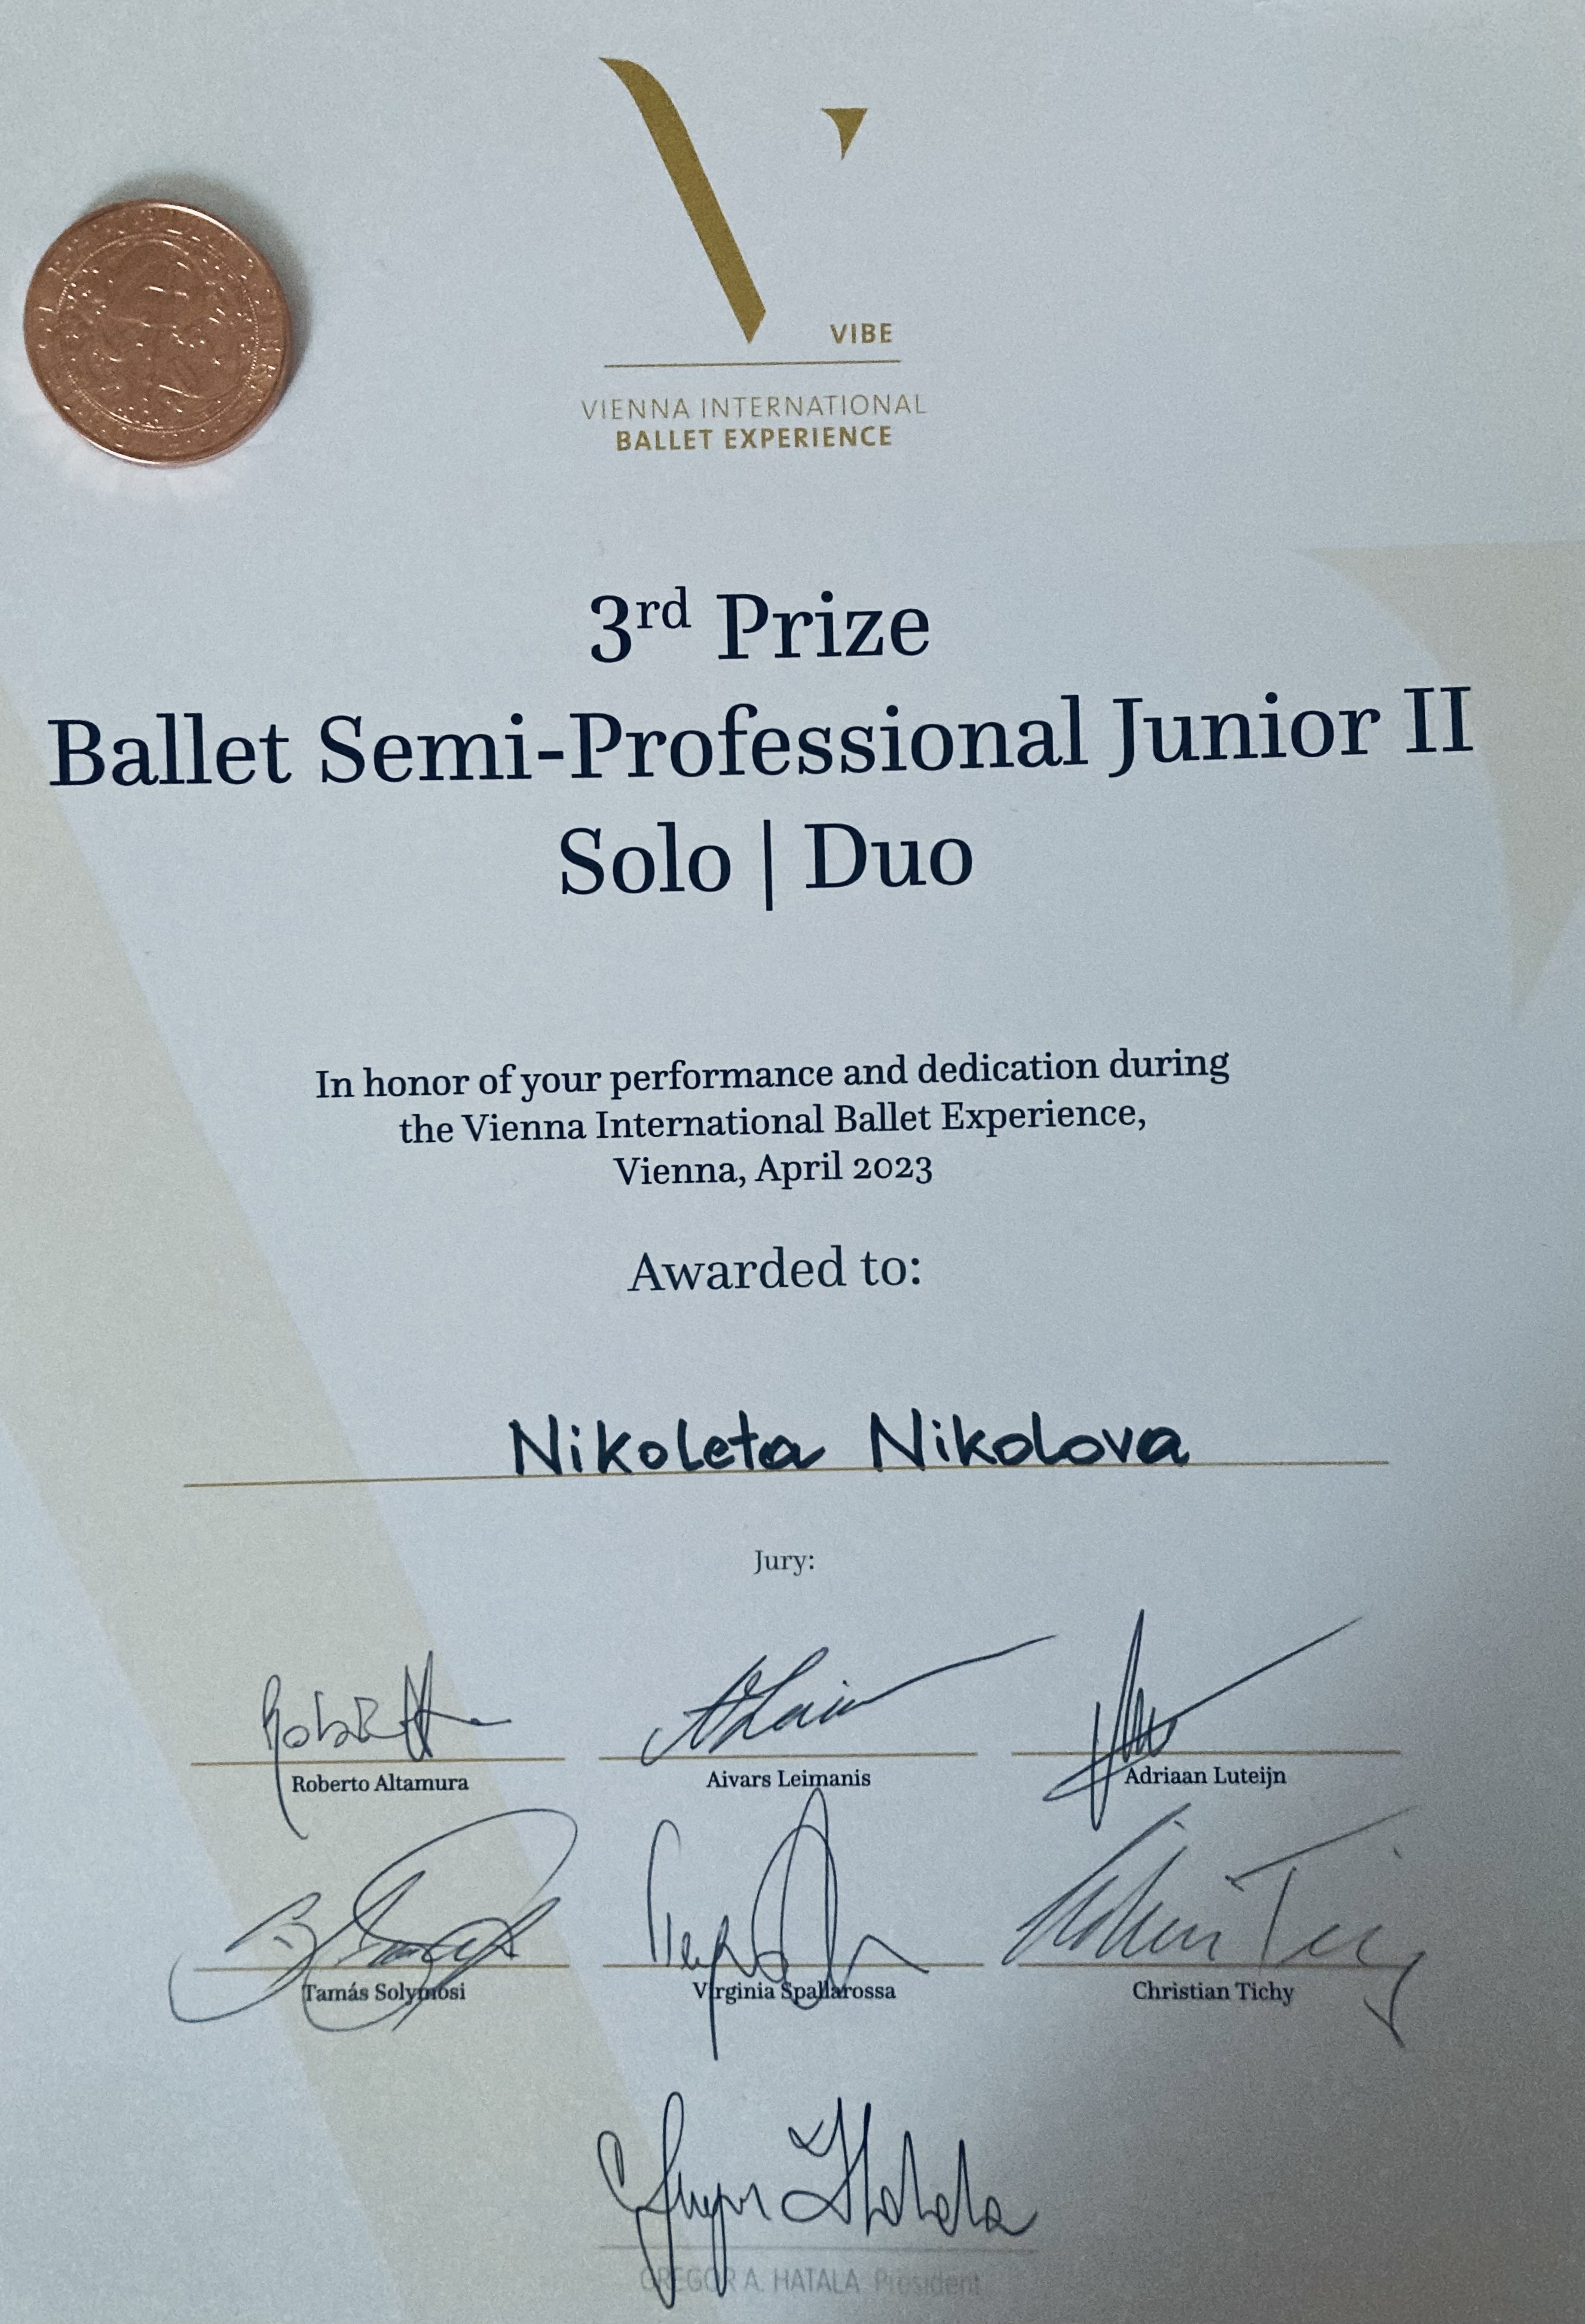 VIBE
VIENNA INTERNATIONAL
BALLET EXPERIENCE
3rd Prize
Ballet Semi-Professional Junior II
Solo | Duo
In honor of your performance and dedication during
the Vienna International Ballet Experience,
Vienna, April 2023
Awarded to:
Nikoleta Nikolova
Jury:
Roberto Altamura
Aivars Leimanis
Adriaan Luteijn
Tamás Solymosi
Virginia Spallarossa
Christian Tichy
GREGOR A. HATALA President